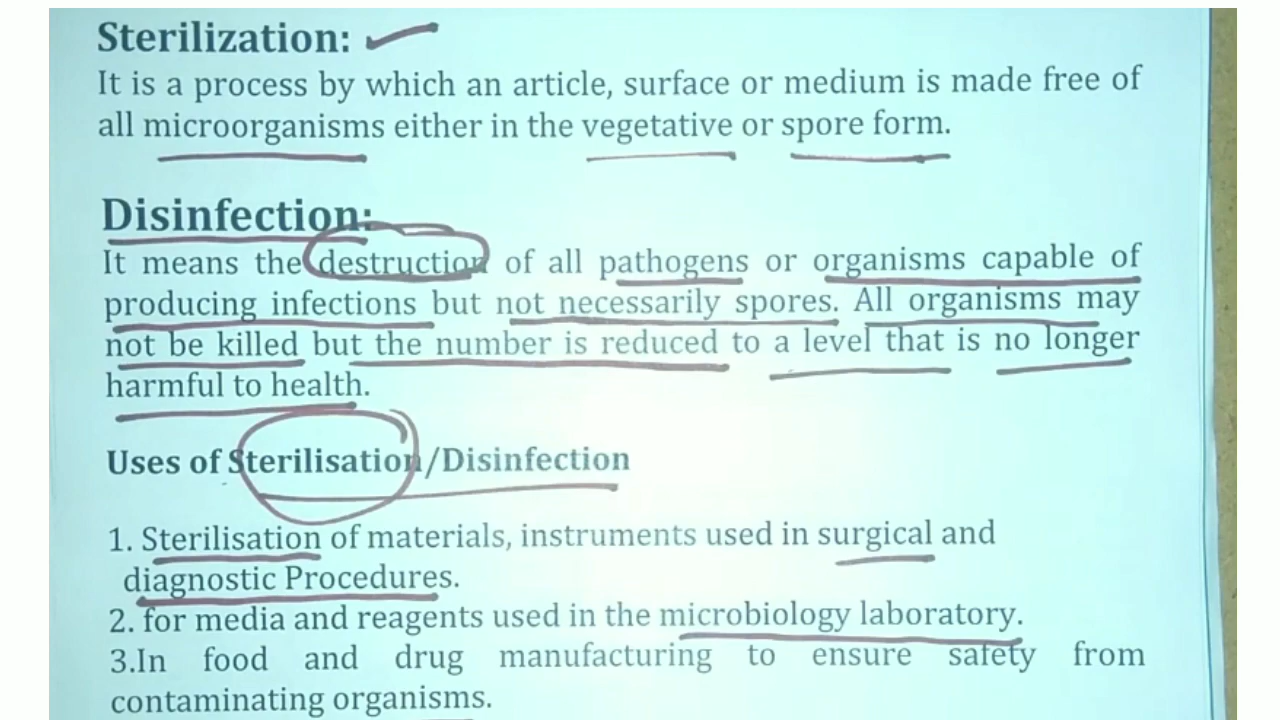 Sterilization:
It is a process by which an article, surface or medium is made free of
all microorganisms either in the vegetative or spore form.
Disinfection:
It means the destruction of all pathogens or organisms capable of
producing infections but not necessarily spores. All organisms may
not be killed but the number is reduced to a level that is no longer
harmful to health.
Uses of Sterilisation/Disinfection
1. Sterilisation of materials, instruments used in surgical and
diagnostic Procedures.
2. for media and reagents used in the microbiology laboratory.
3.In food and drug manufacturing to ensure safety from
contaminating organisms.